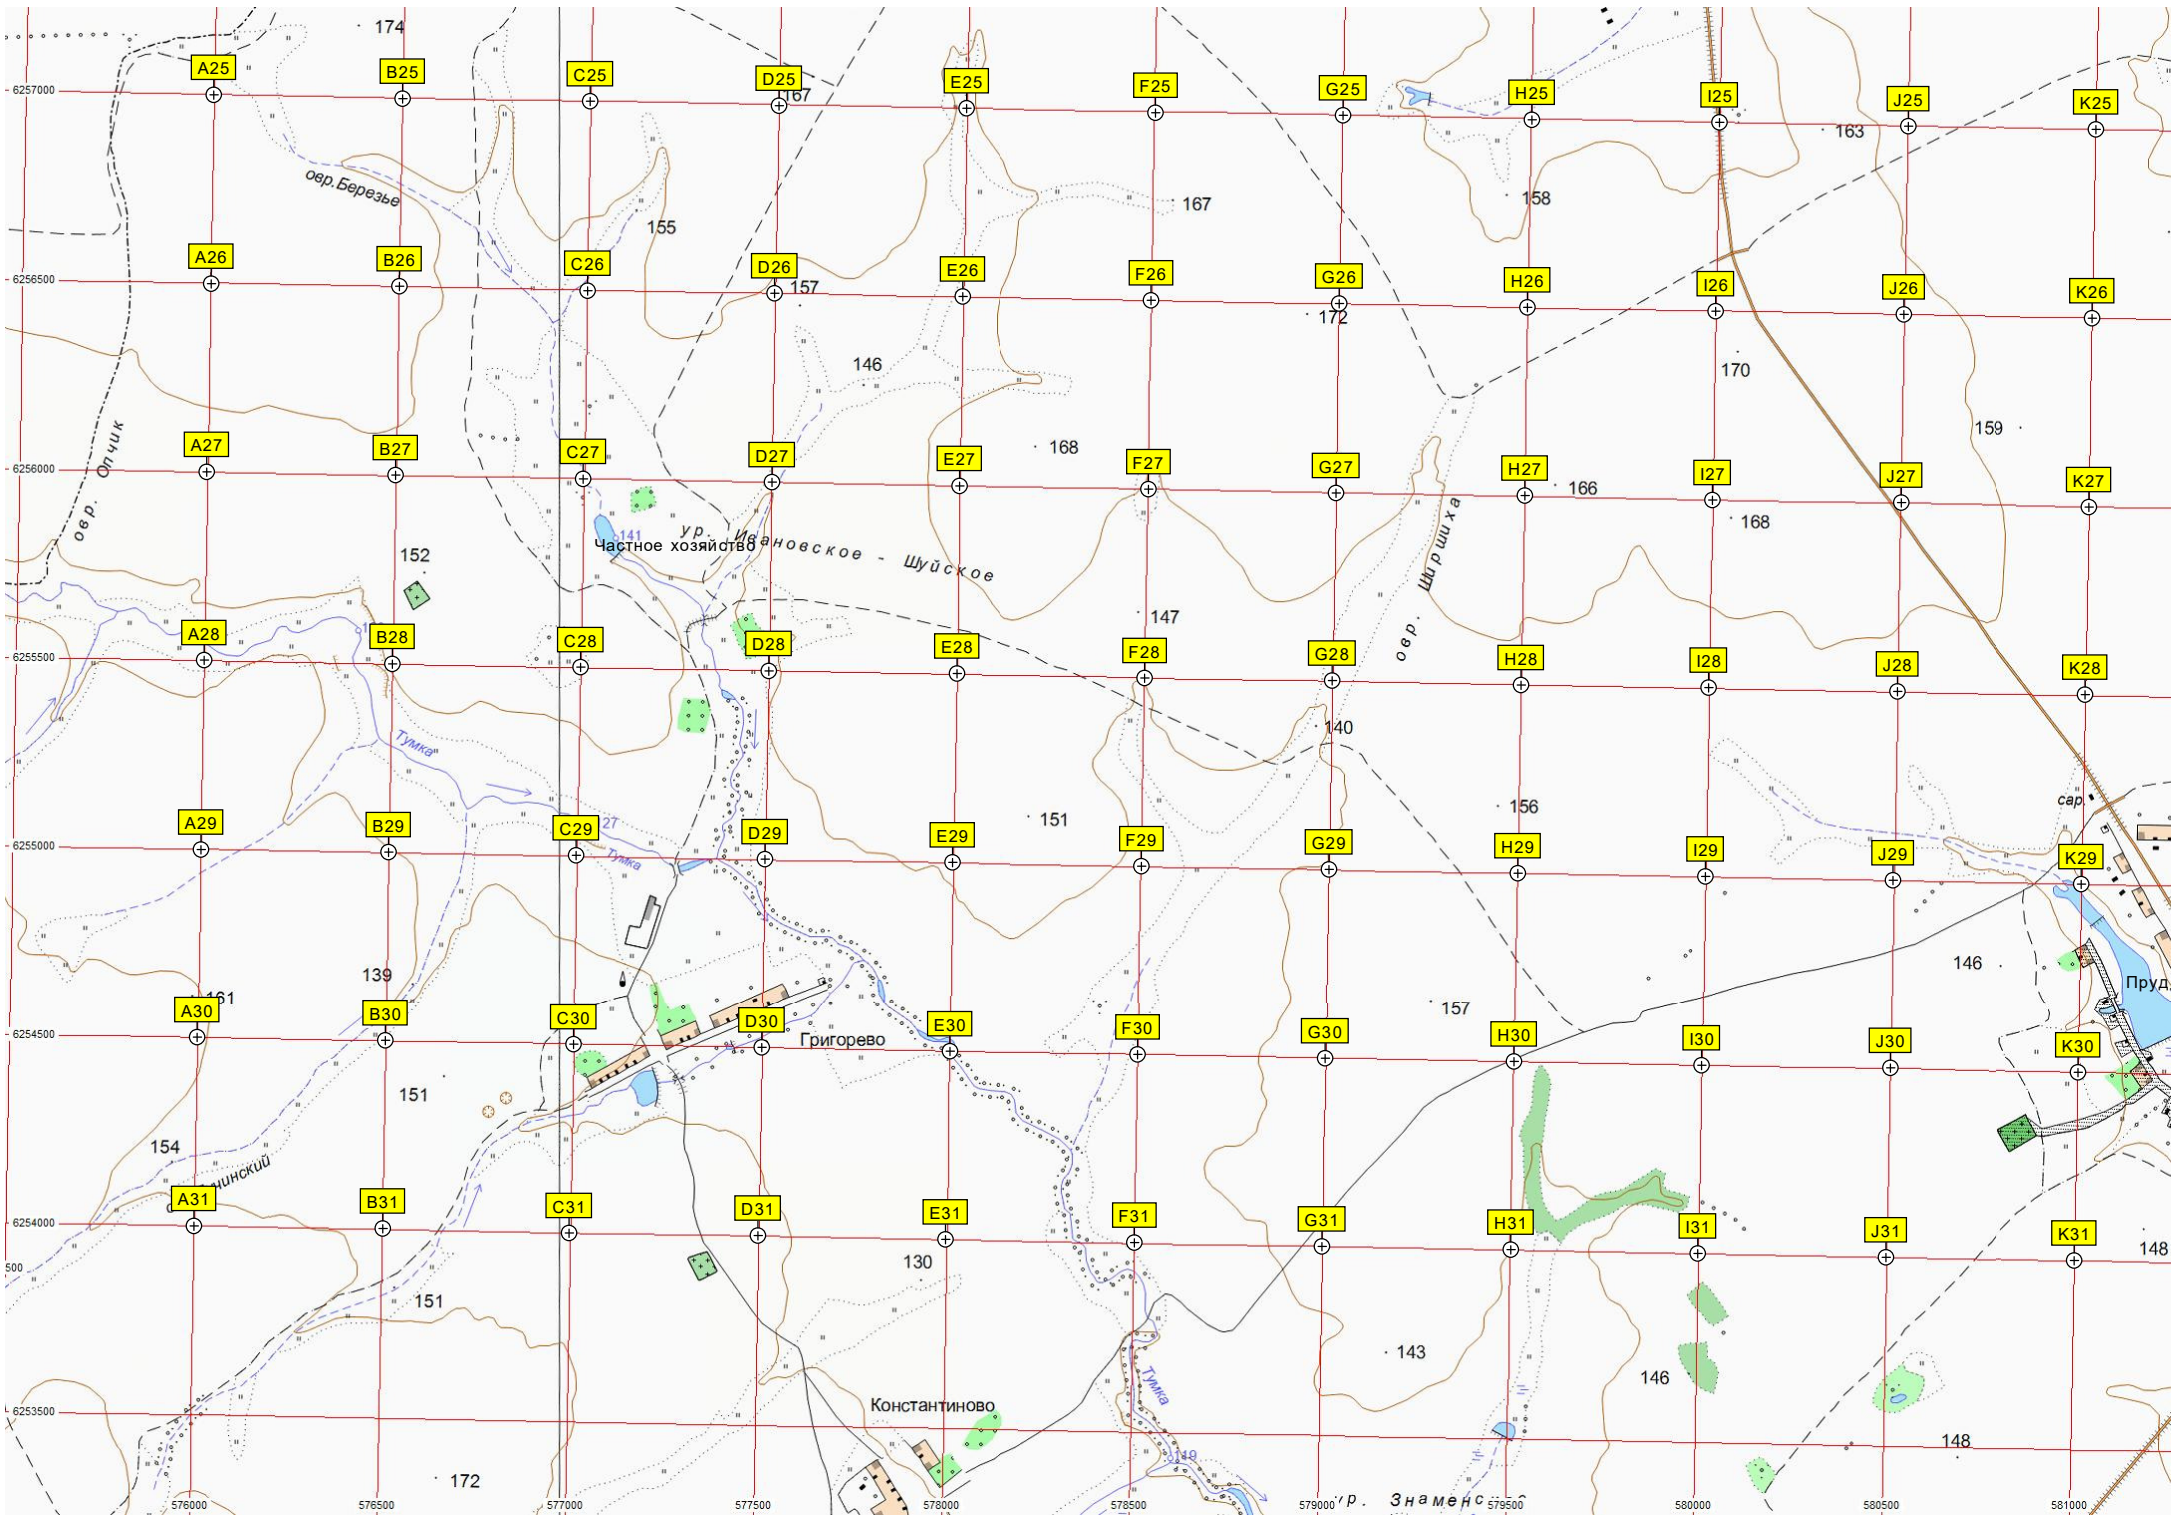 174
A25
B25
C25
D25
167
E25
F25
G25
H25
I25
J25
K25
6257000
163
овр.Березье
155
167
158
A26
B26
C26
D26
157
E26
F26
G26
172
H26
I26
J26
K26
6256500
146
170
159
овр. Опчик
A27
B27
C27
D27
E27
168
F27
G27
H27
166
I27
168
J27
K27
6256000
141
Частное хозяйство
ур. Ивановское - Шуйское
овр. Ширшиха
152
147
A28
B28
C28
D28
E28
F28
G28
H28
I28
J28
K28
6255500
140
Тумка
156
сар.
151
A29
B29
C29
27
D29
E29
F29
G29
H29
I29
J29
K29
6255000
Тумка
139
146
Пруд
161
157
A30
B30
C30
D30
E30
F30
G30
H30
I30
J30
K30
6254500
Григорево
151
154
нинский
A31
B31
C31
D31
E31
F31
G31
H31
I31
J31
K31
6254000
148
130
500
151
143
146
Тумка
Константиново
6253500
148
119
172
ур. Знаменс
576000
576500
577000
577500
578000
578500
579000
579500
580000
580500
581000